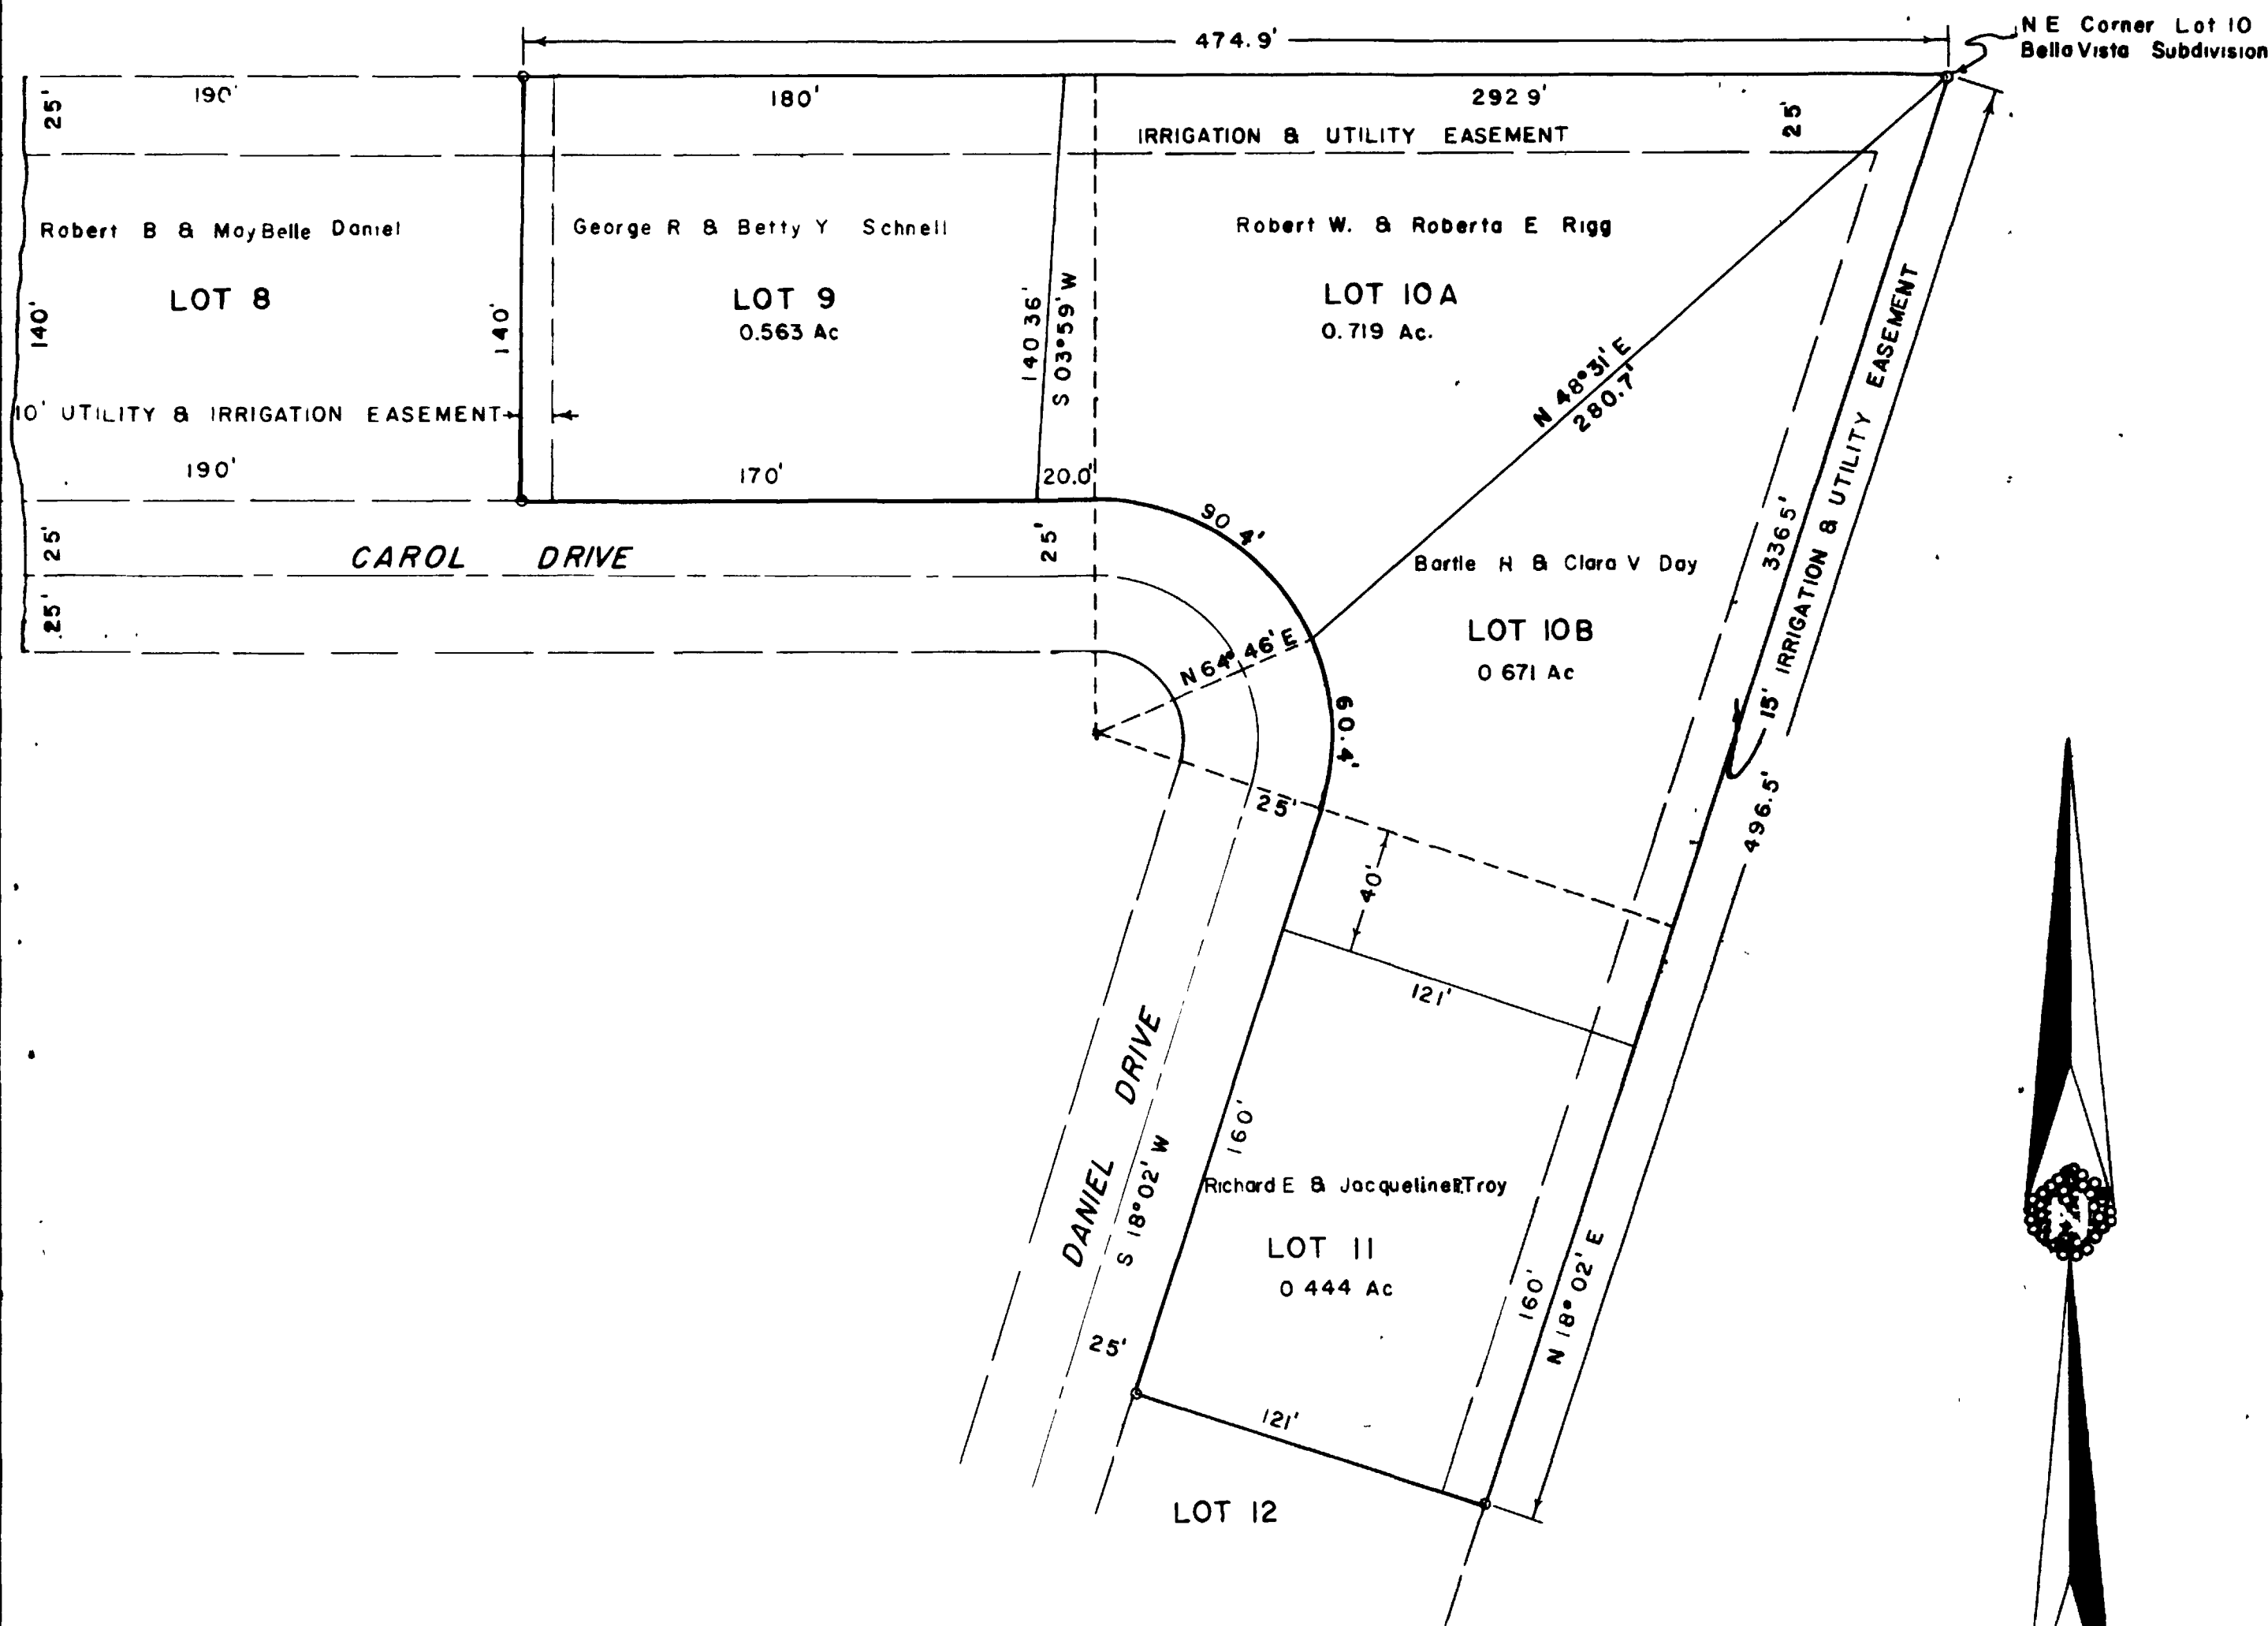 474.9'
N E Corner Lot 10
Bella Vista Subdivision
190'
180'
292 9'
25'
25'
IRRIGATION & UTILITY EASEMENT
Robert B & MayBelle Daniel
George R & Betty Y Schnell
Robert W. & Roberta E Rigg
LOT 8
LOT 9
0.563 Ac
LOT 10A
0.719 Ac.
140'
140'
140 36'
S 03°59' W
N 48°31' E
280.7'
10' UTILITY & IRRIGATION EASEMENT
190'
170'
20.0'
90 4'
CAROL DRIVE
25'
25'
25'
Bartle H & Clara V Day
LOT 10B
0 671 Ac
336 5'
15' IRRIGATION & UTILITY EASEMENT
N 64° 46' E
60.4'
25'
40'
496.5'
121'
DANIEL DRIVE
S 18°02' W
160'
Richard E & Jacqueline P. Troy
LOT 11
0 444 Ac
160'
N 18° 02' E
25'
121'
LOT 12